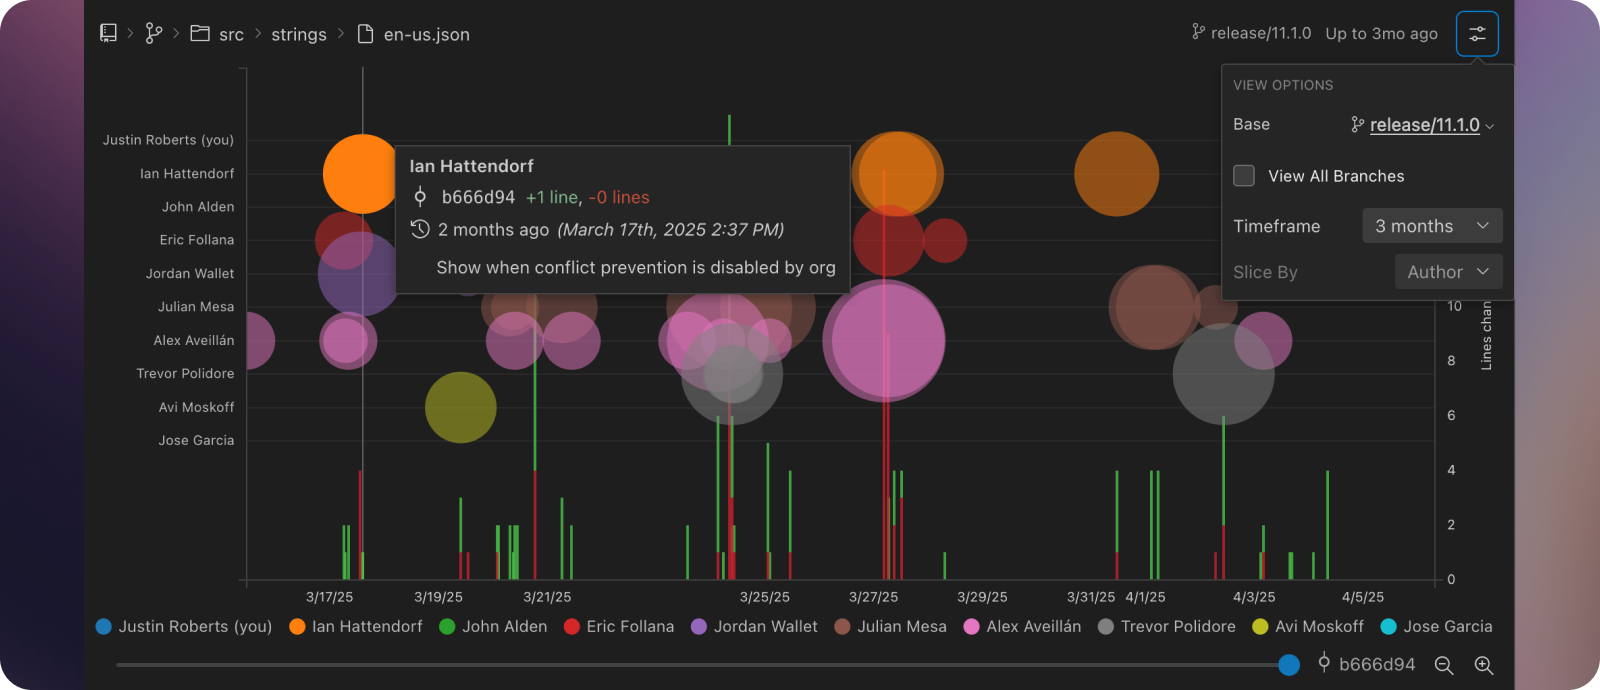 src > strings > en-us.json
release/11.1.0 Up to 3mo ago
VIEW OPTIONS
Base release/11.1.0
View All Branches
Timeframe 3 months
Slice By Author
Justin Roberts (you)
Ian Hattendorf
John Alden
Eric Follana
Jordan Wallet
Julian Mesa
Alex Aveillán
Trevor Polidore
Avi Moskoff
Jose Garcia
Ian Hattendorf
b666d94 +1 line, -0 lines
2 months ago (March 17th, 2025 2:37 PM)
Show when conflict prevention is disabled by org
10
8
6
4
2
0
Lines chan
3/17/25 3/19/25 3/21/25 3/25/25 3/27/25 3/29/25 3/31/25 4/1/25 4/3/25 4/5/25
Justin Roberts (you) Ian Hattendorf John Alden Eric Follana Jordan Wallet Julian Mesa Alex Aveillán Trevor Polidore Avi Moskoff Jose Garcia
b666d94